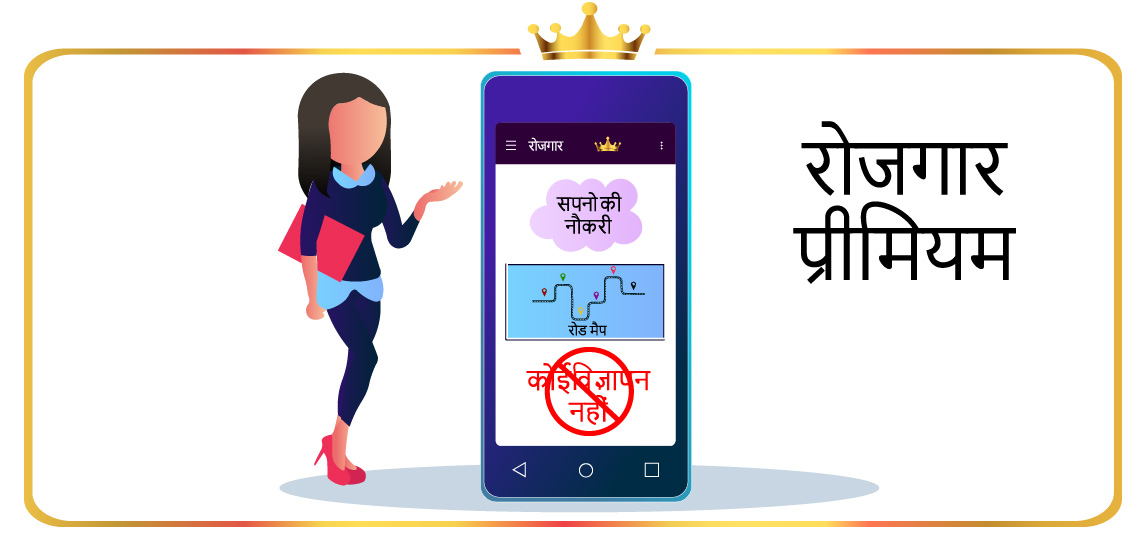 रोजगार
सपनो की
नौकरी
रोड मैप
कोई विज्ञापन
नहीं
रोजगार
प्रीमियम